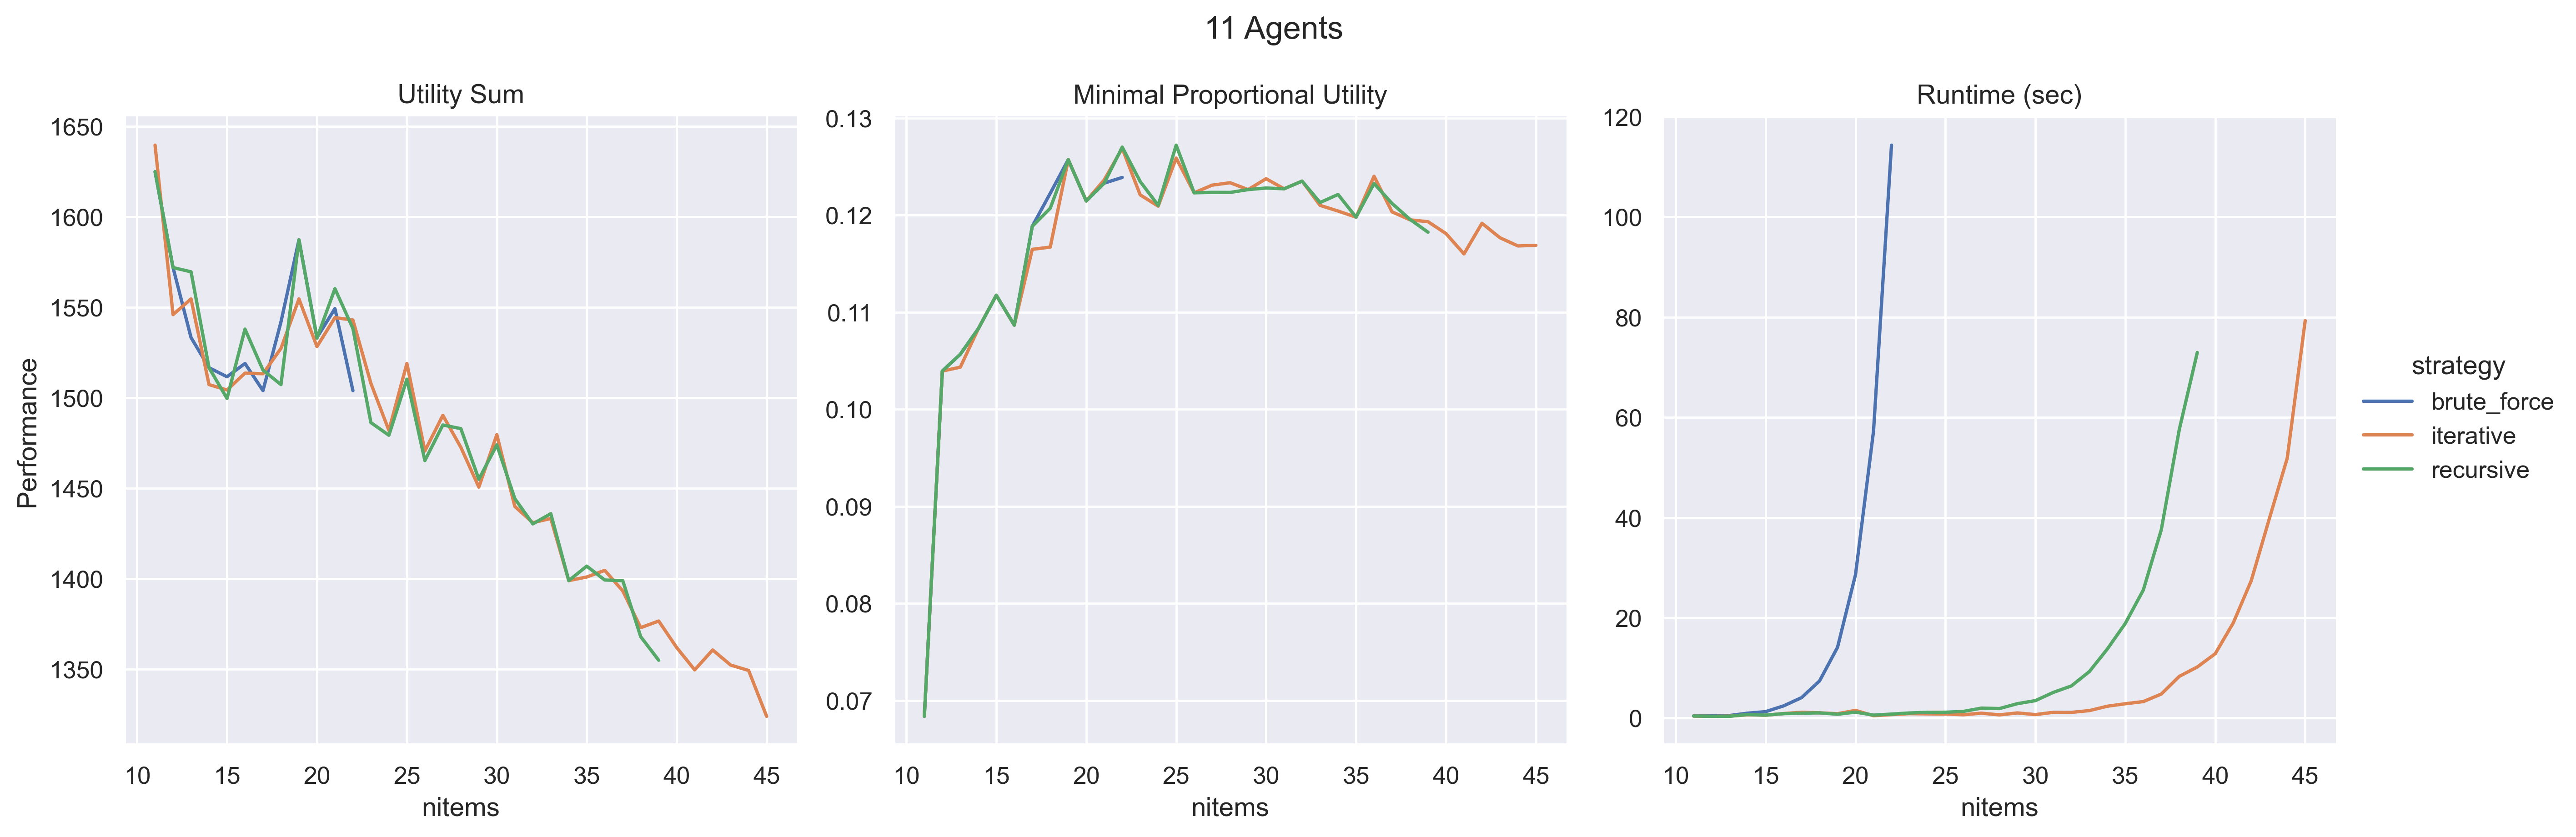 11 Agents
Utility Sum
Performance
1650
1600
1550
1500
1450
1400
1350
10 15 20 25 30 35 40 45
nitems
Minimal Proportional Utility
0.13
0.12
0.11
0.10
0.09
0.08
0.07
10 15 20 25 30 35 40 45
nitems
Runtime (sec)
120
100
80
60
40
20
0
10 15 20 25 30 35 40 45
nitems
strategy
brute_force
iterative
recursive